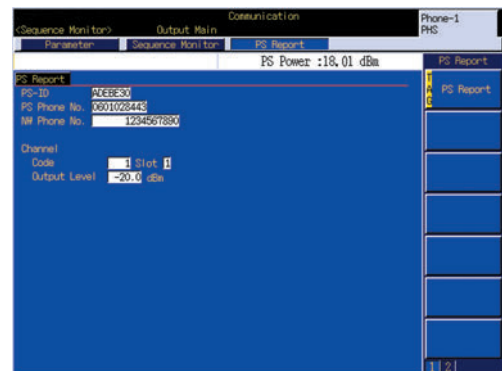 Communication
Phone-1
<Sequence Monitor> Output Main
PHS
Parameter Sequence Monitor PS Report
PS Power :18.01 dBm
PS Report
TAG
PS Report
PS Report
PS-ID ADEBE30
PS Phone No. 0601028443
NW Phone No. 1234567890
Channel
Code 1 Slot 1
Output Level -20.0 dBm
1 2